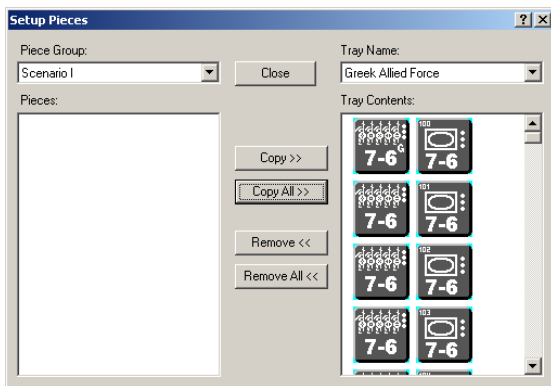 Setup Pieces
Piece Group:
Scenario I
Close
Tray Name:
Greek Allied Force
Pieces:
Tray Contents:
Copy >>
Copy All >>
Remove <<
Remove All <<
G
7-6
100
7-6
7-6
101
7-6
7-6
102
7-6
7-6
103
7-6